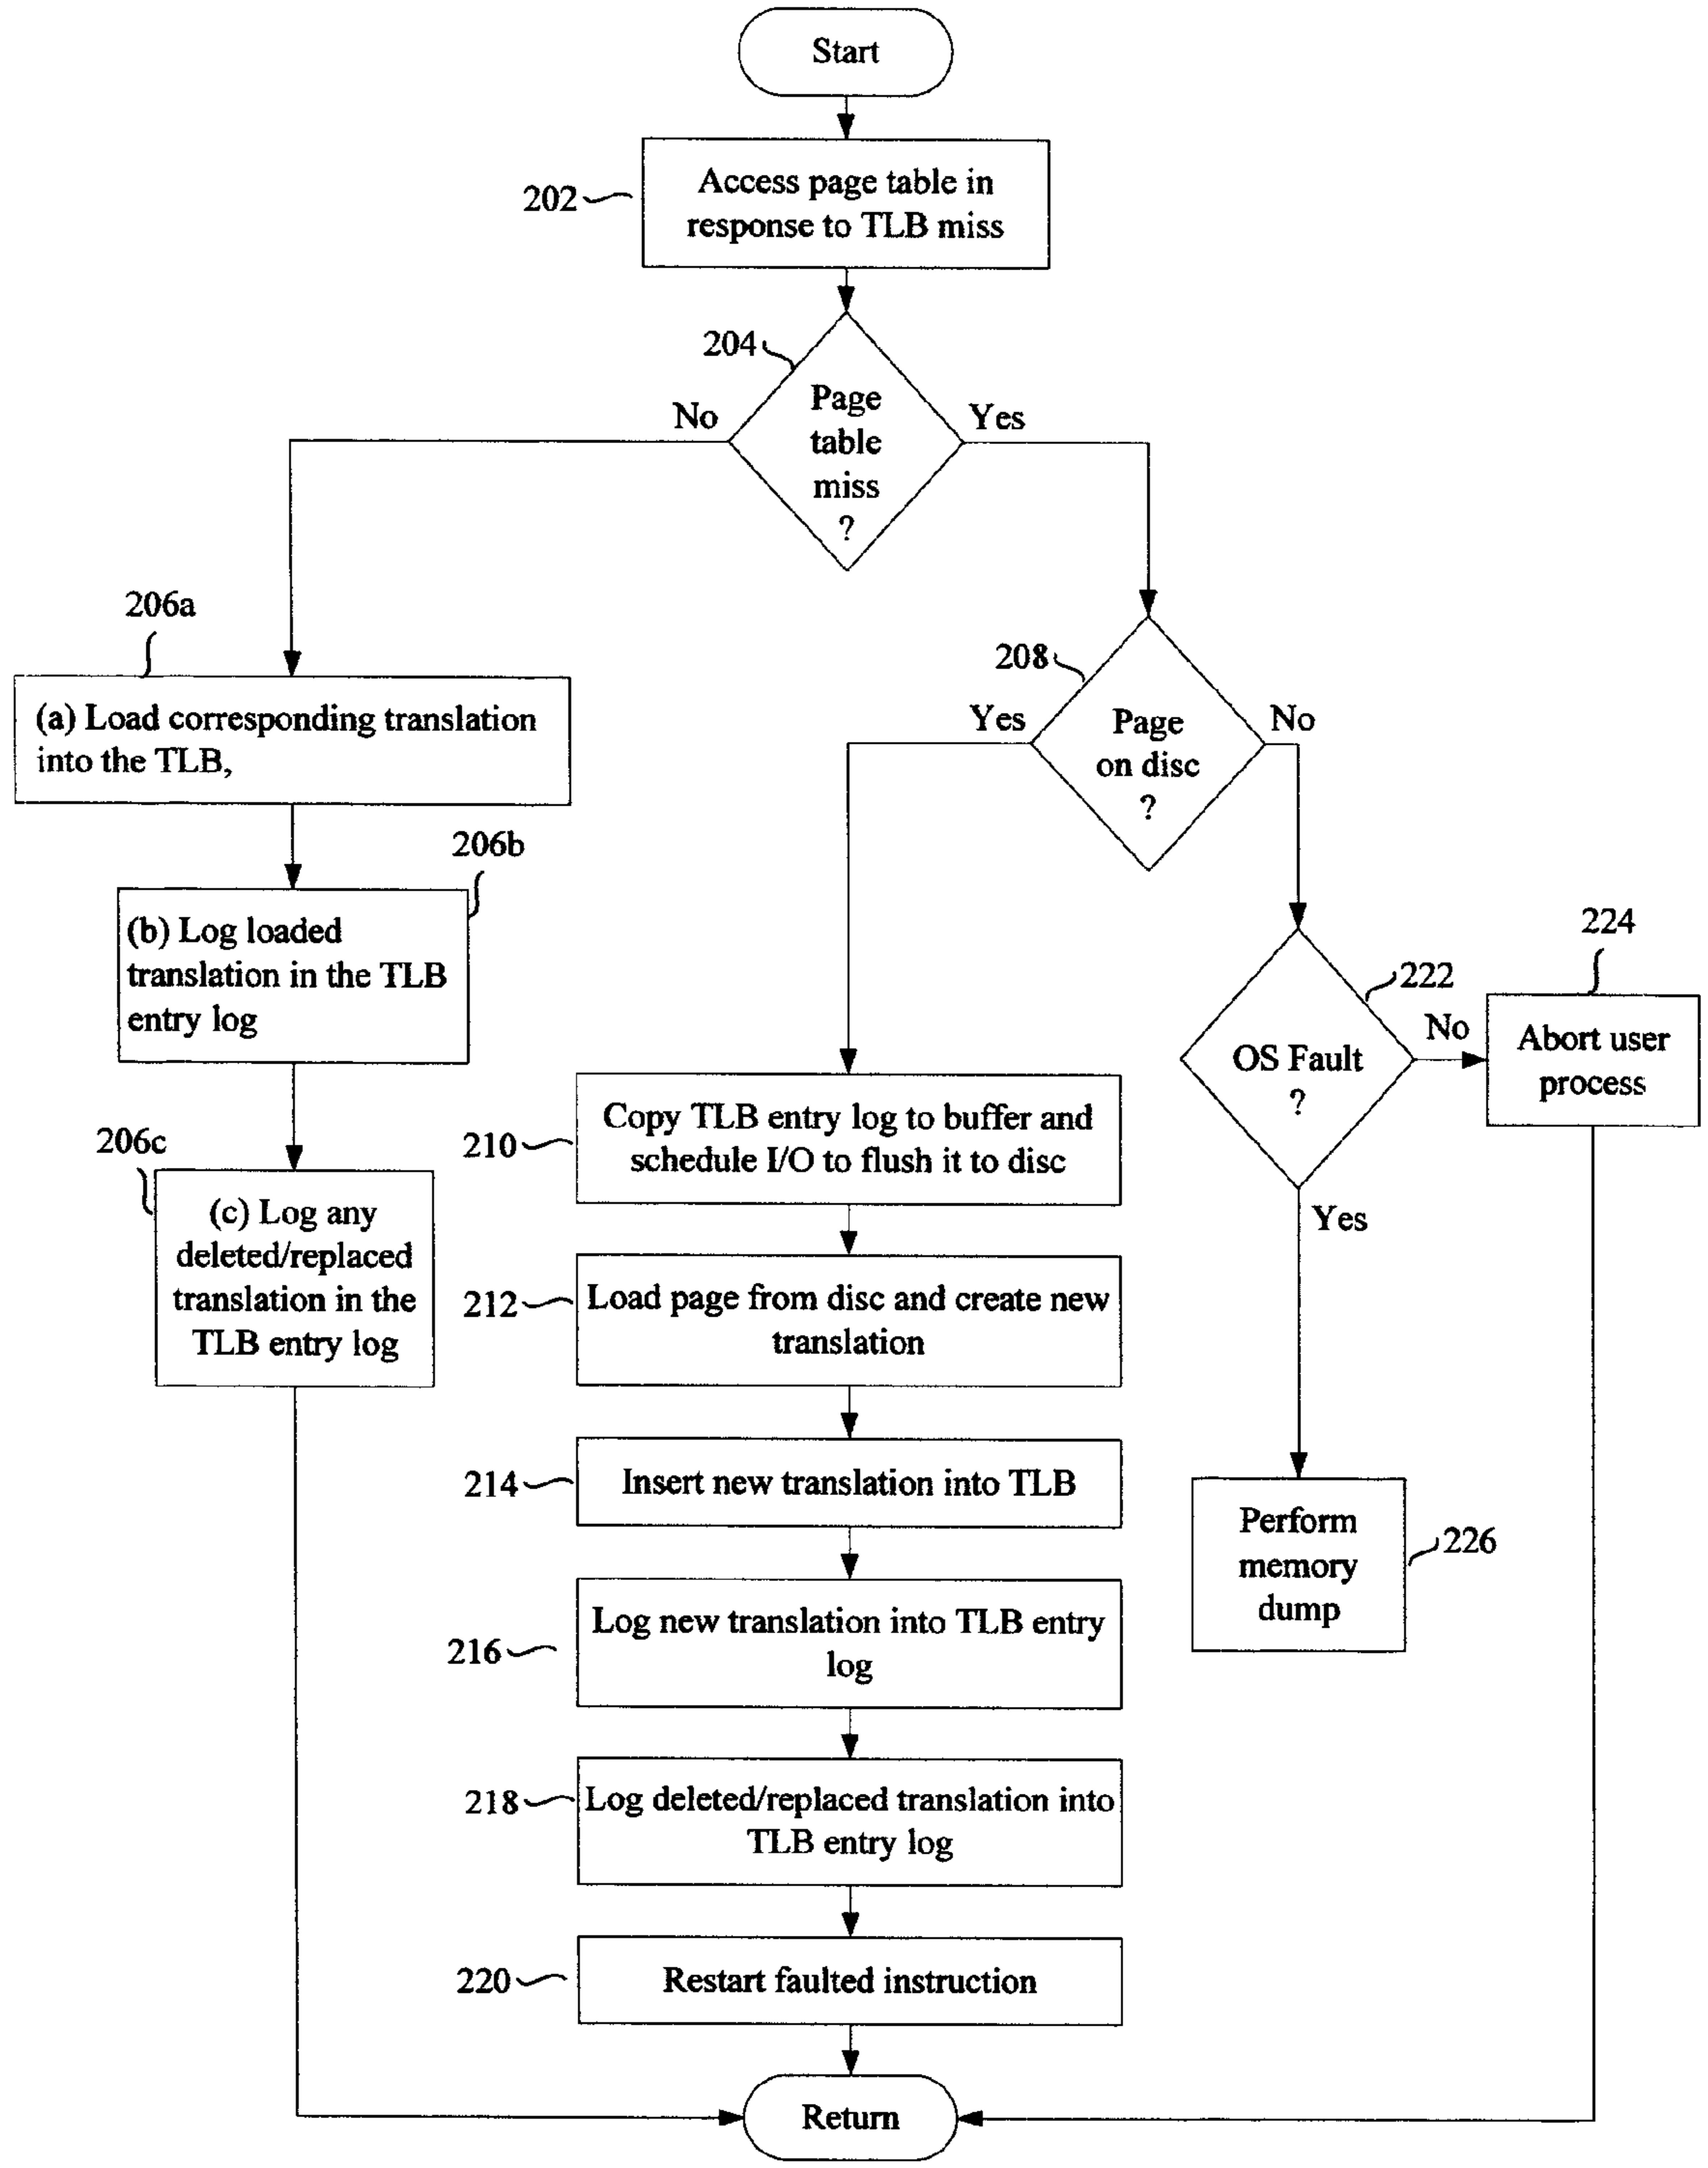 Start
202
Access page table in
response to TLB miss
204
Page
table
miss
?
No
Yes
206a
(a) Load corresponding translation
into the TLB,
206b
(b) Log loaded
translation in the TLB
entry log
206c
(c) Log any
deleted/replaced
translation in the
TLB entry log
208
Page
on disc
?
Yes
No
210
Copy TLB entry log to buffer and
schedule I/O to flush it to disc
212
Load page from disc and create new
translation
214
Insert new translation into TLB
216
Log new translation into TLB entry
log
218
Log deleted/replaced translation into
TLB entry log
220
Restart faulted instruction
222
OS Fault
?
No
Yes
224
Abort user
process
226
Perform
memory
dump
Return